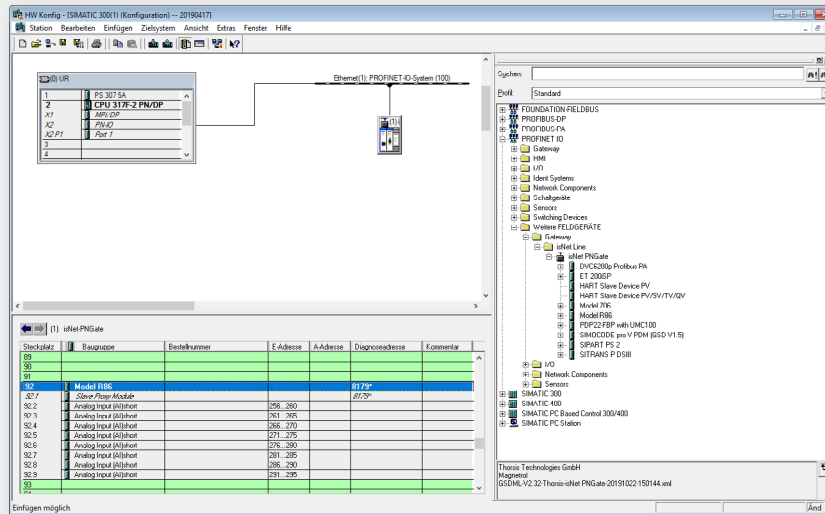 HW Konfig - [SIMATIC 300(1) (Konfiguration) -- 20190417]
Station Bearbeiten Einfügen Zielsystem Ansicht Extras Fenster Hilfe
(0) UR
1 PS 307 5A
2 CPU 317F-2 PN/DP
X1 MPI/DP
X2 PN-IO
X2 P1 Port 1
3
4
Ethernet(1): PROFINET-IO-System (100)
(1) i
Suchen:
Profil: Standard
FOUNDATION-FIELDBUS
PROFIBUS-DP
PROFIBUS-PA
PROFINET IO
Gateway
HMI
I/O
Ident Systems
Network Components
Schaltgeräte
Sensors
Switching Devices
Weitere FELDGERÄTE
Gateway
isNet Line
isNet PNGate
DVC6200p Profibus PA
ET 200iSP
HART Slave Device PV
HART Slave Device PV/SV/TV/QV
Model 706
Model R86
PDP22-FBP with UMC100
SIMOCODE pro V PDM (GSD V1.5)
SIPART PS 2
SITRANS P DSIII
I/O
Network Components
Sensors
SIMATIC 300
SIMATIC 400
SIMATIC PC Based Control 300/400
SIMATIC PC Station
(1) isNet-PNGate
Steckplatz Baugruppe Bestellnummer E-Adresse A-Adresse Diagnoseadresse Kommentar
89
90
91
92 Model R86 8179*
92.1 Slave Proxy Module 8179*
92.2 Analog Input (AI)short 256...260
92.3 Analog Input (AI)short 261...265
92.4 Analog Input (AI)short 266...270
92.5 Analog Input (AI)short 271...275
92.6 Analog Input (AI)short 276...280
92.7 Analog Input (AI)short 281...285
92.8 Analog Input (AI)short 286...290
92.9 Analog Input (AI)short 291...295
93
Thorsis Technologies GmbH
Magnetrol
GSDML-V2.32-Thorsis-isNet PNGate-20191022-150144.xml
Einfügen möglich
Änd